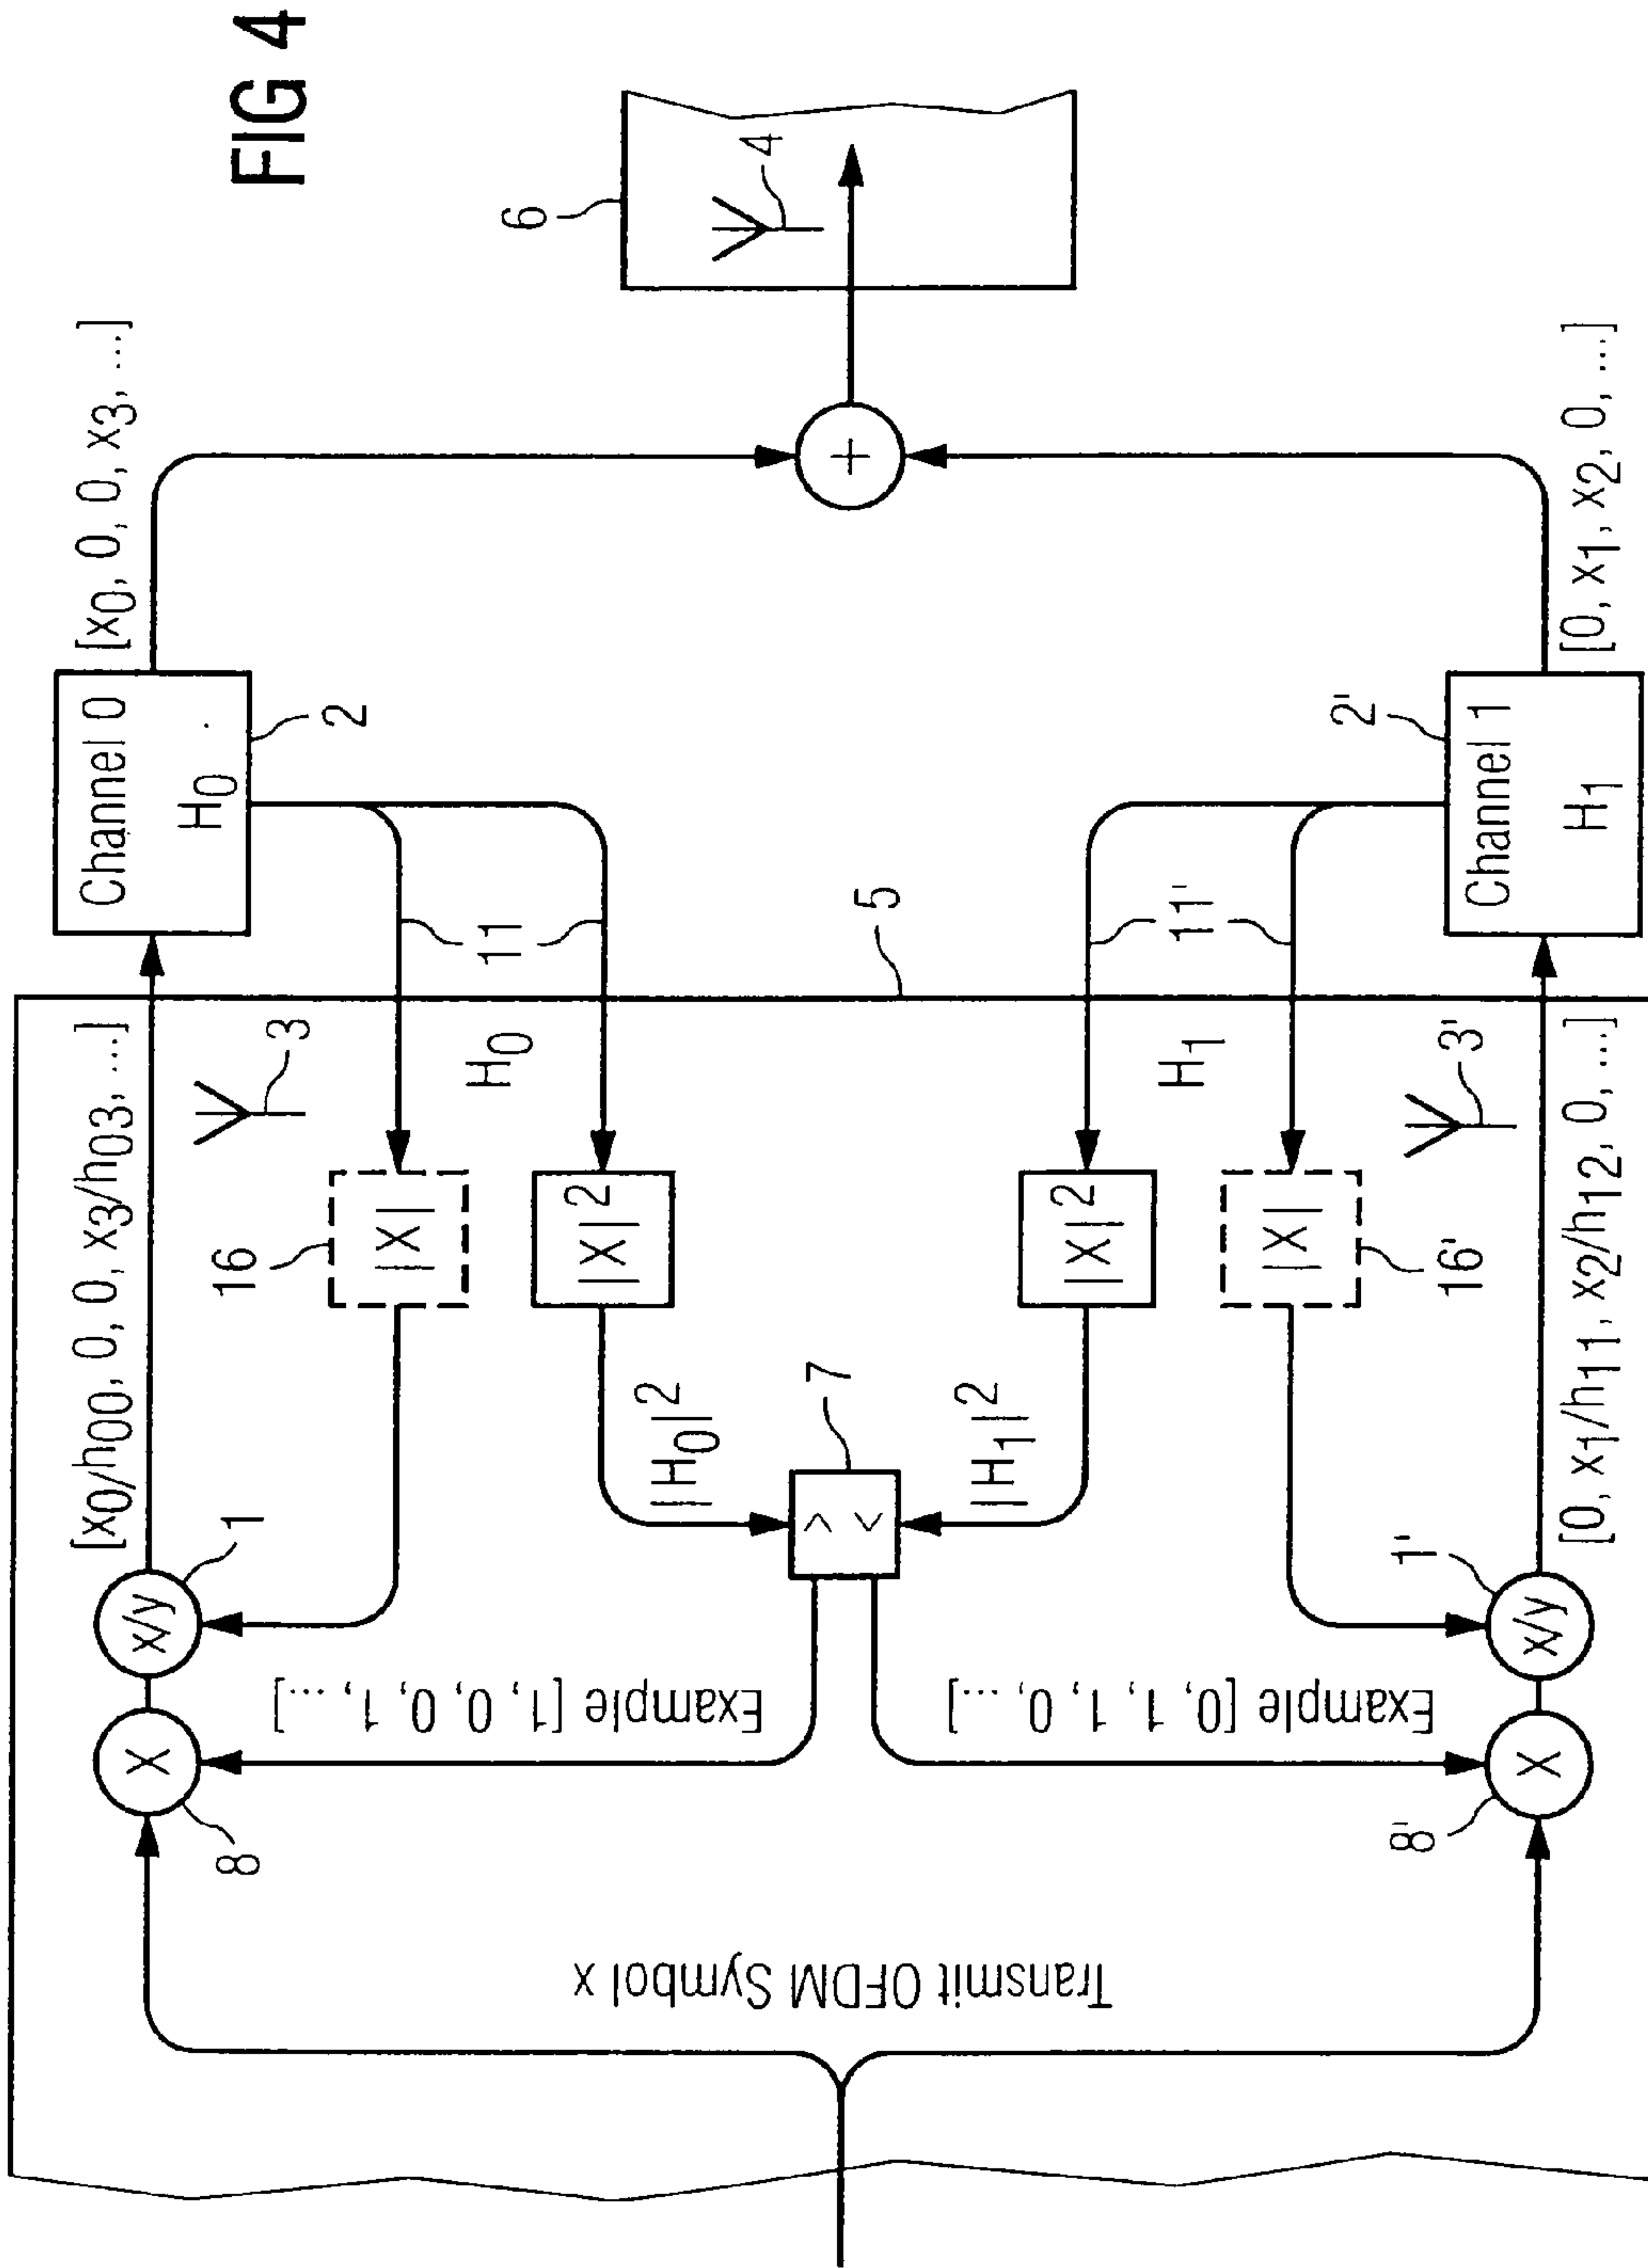 FIG 4
[x0/h00, 0, 0, x3/h03, ...]
Channel 0
H0
[x0, 0, 0, x3, ...]
8
X
x/y
1
3
2
16
|X|
11
H0
|X|2
|H0|2
Example [1, 0, 0, 1, ...]
6
4
Transmit OFDM Symbol x
7
>
<
5
+
|H1|2
|X|2
H1
11'
Example [0, 1, 1, 0, ...]
|X|
16'
3'
2'
8'
X
x/y
1'
Channel 1
H1
[0, x1/h11, x2/h12, 0, ...]
[0, x1, x2, 0, ...]